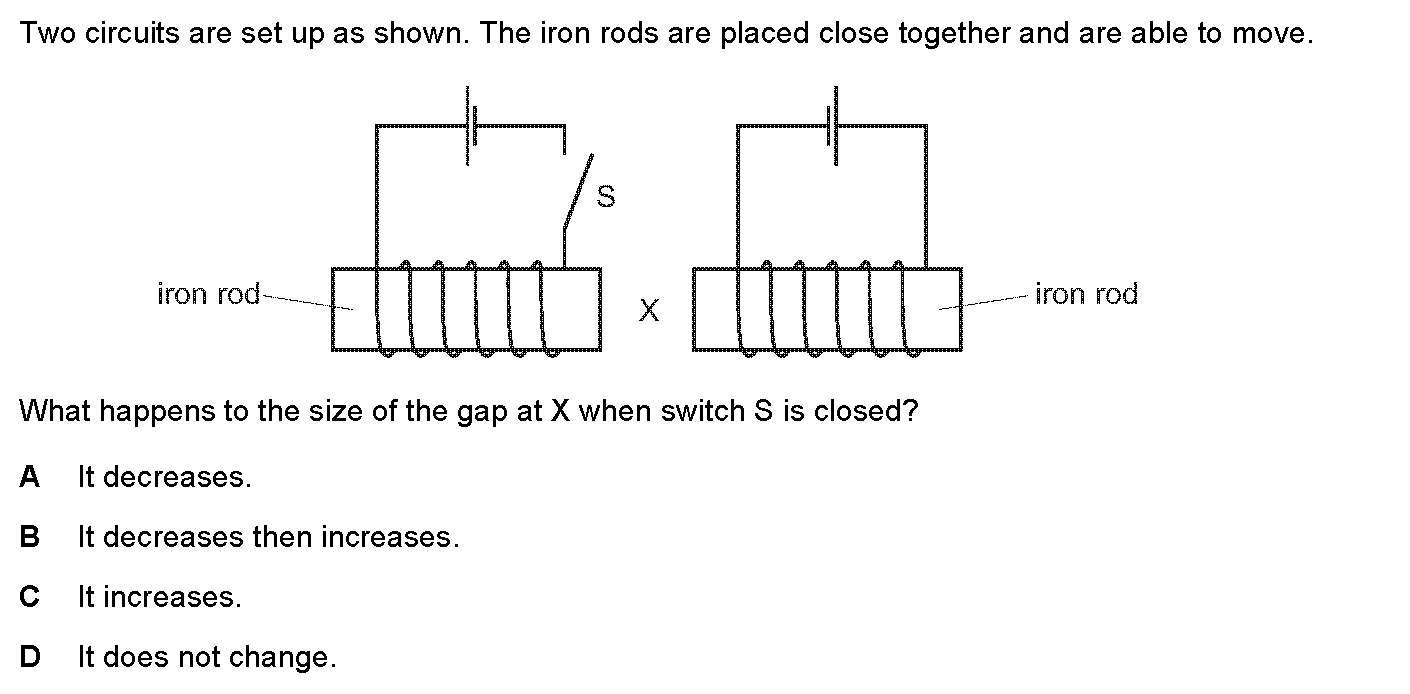 Two circuits are set up as shown. The iron rods are placed close together and are able to move.
S
iron rod
X
iron rod
What happens to the size of the gap at X when switch S is closed?
A It decreases.
B It decreases then increases.
C It increases.
D It does not change.